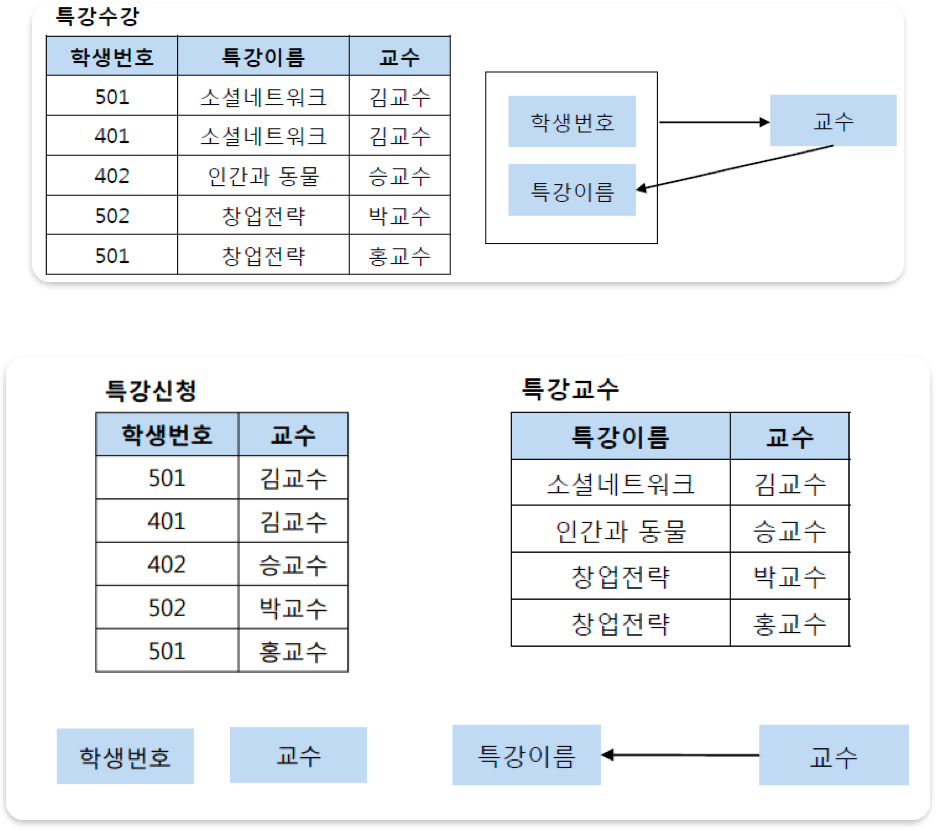 특강수강
학생번호 특강이름 교수
501 소셜네트워크 김교수
401 소셜네트워크 김교수
402 인간과 동물 승교수
502 창업전략 박교수
501 창업전략 홍교수
학생번호 교수
특강이름
특강신청
학생번호 교수
501 김교수
401 김교수
402 승교수
502 박교수
501 홍교수
특강교수
특강이름 교수
소셜네트워크 김교수
인간과 동물 승교수
창업전략 박교수
창업전략 홍교수
학생번호 교수
특강이름 교수